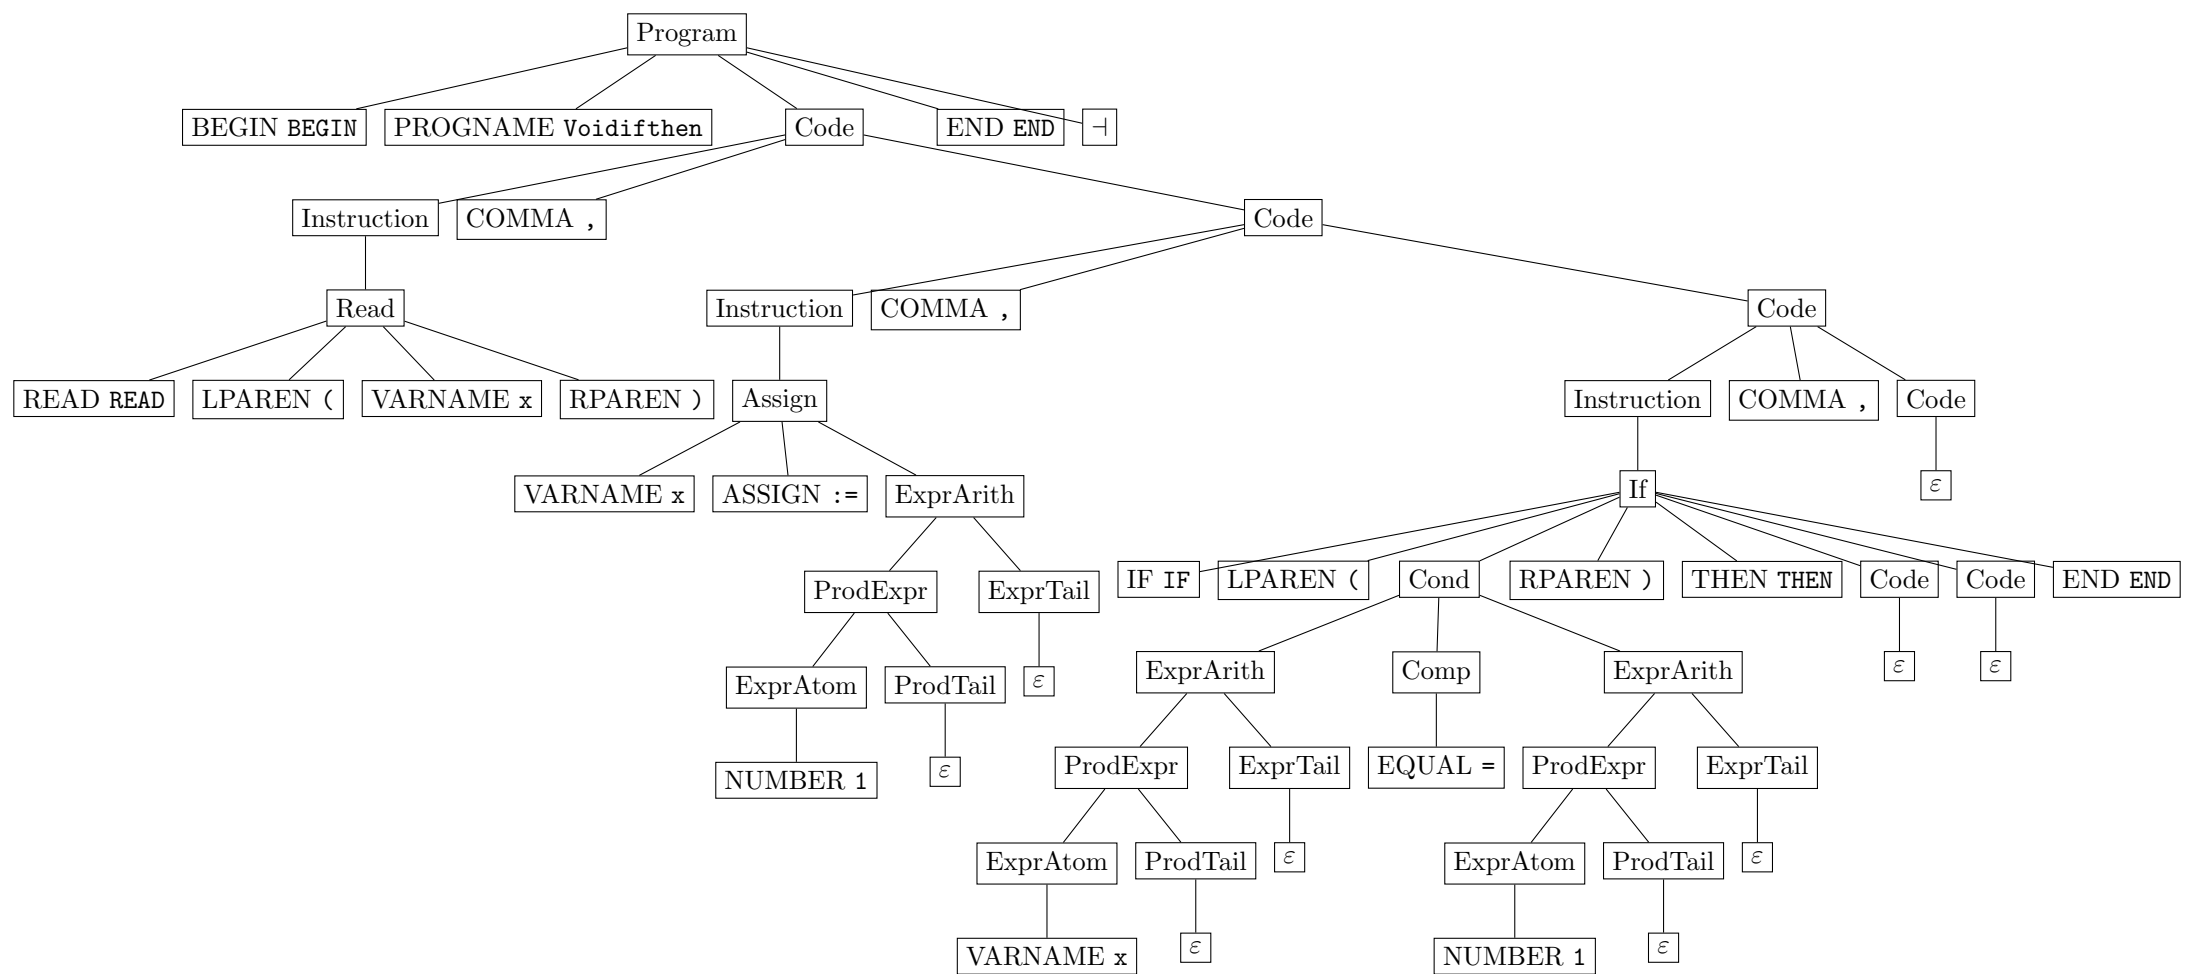 Program
BEGIN BEGIN PROGNAME Voidifthen Code END END ⊣
Instruction COMMA , Code
Read Instruction COMMA , Code
READ READ LPAREN ( VARNAME x RPAREN ) Assign Instruction COMMA , Code
VARNAME x ASSIGN := ExprArith If ε
ProdExpr ExprTail IF IF LPAREN ( Cond RPAREN ) THEN THEN Code Code END END
ExprAtom ProdTail ε ExprArith Comp ExprArith ε ε
NUMBER 1 ε ProdExpr ExprTail EQUAL = ProdExpr ExprTail
ExprAtom ProdTail ε ExprAtom ProdTail ε
VARNAME x ε NUMBER 1 ε